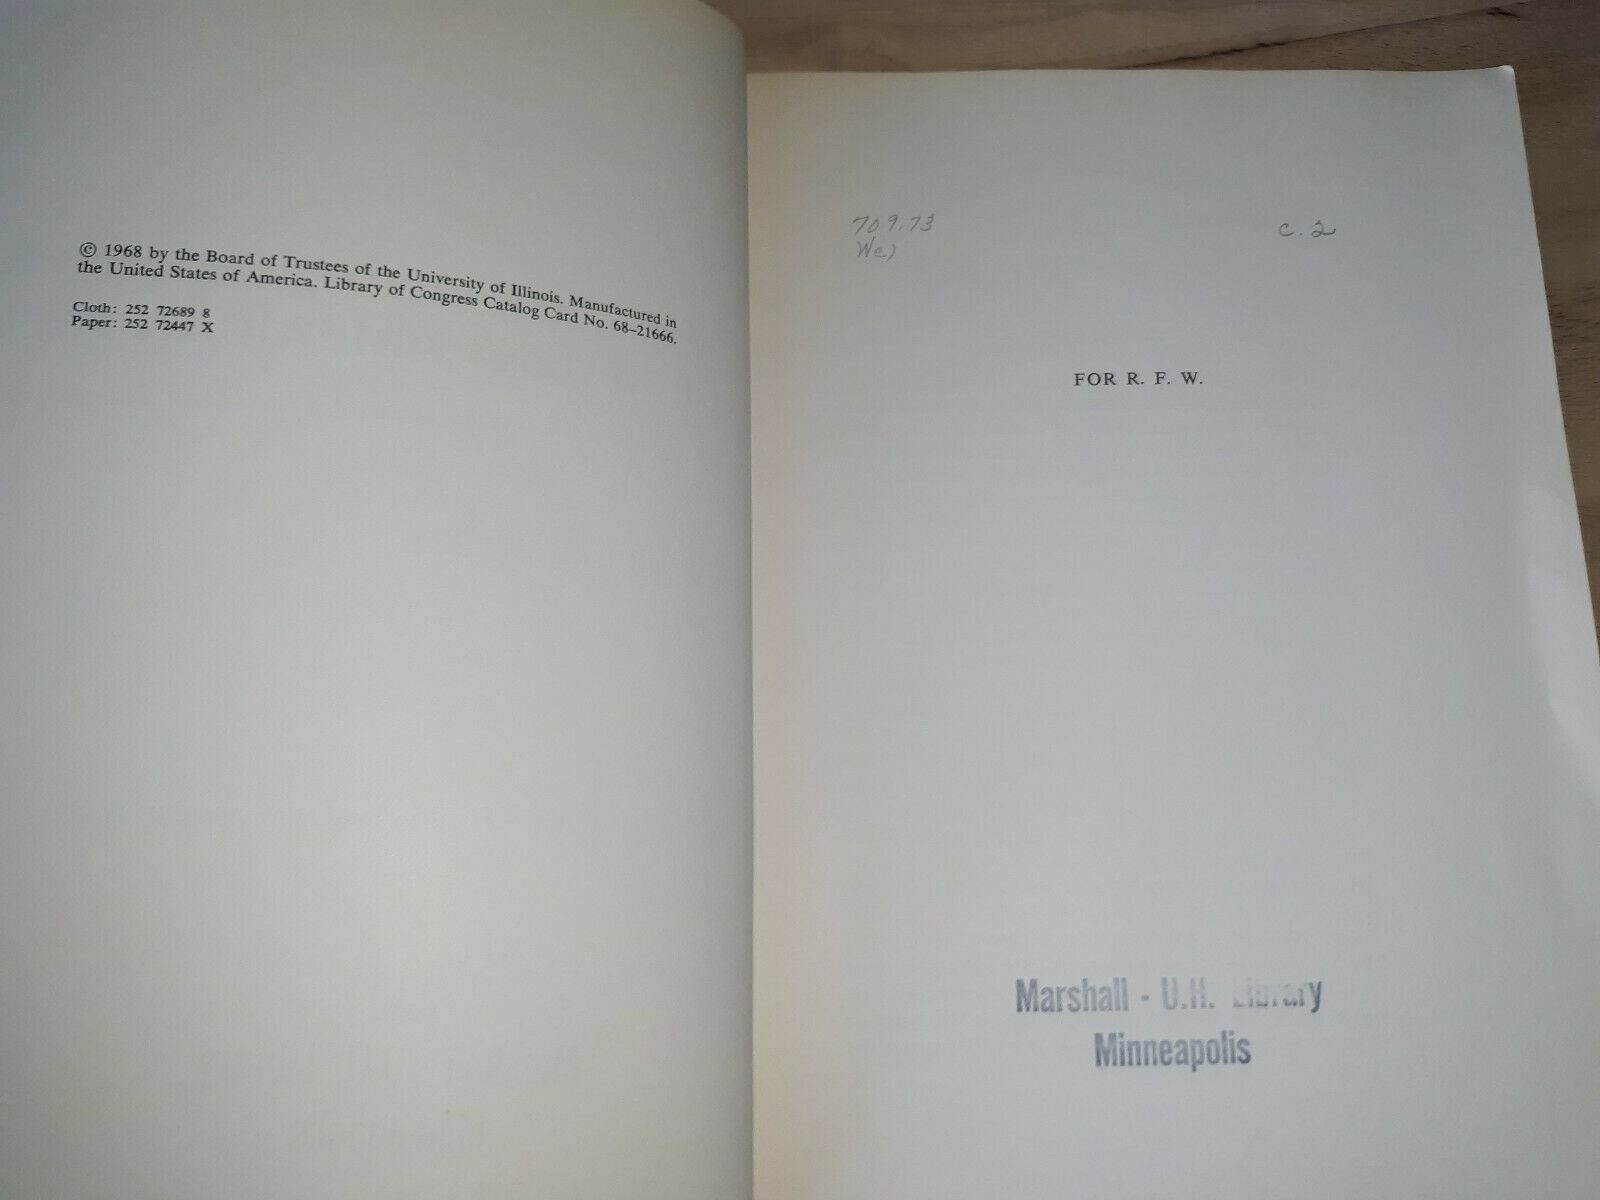 © 1968 by the Board of Trustees of the University of Illinois. Manufactured in
the United States of America. Library of Congress Catalog Card No. 68–21666.
Cloth: 252 72689 8
Paper: 252 72447 X
709.73
c. 2
FOR R. F. W.
Marshall - U.H. Library
Minneapolis